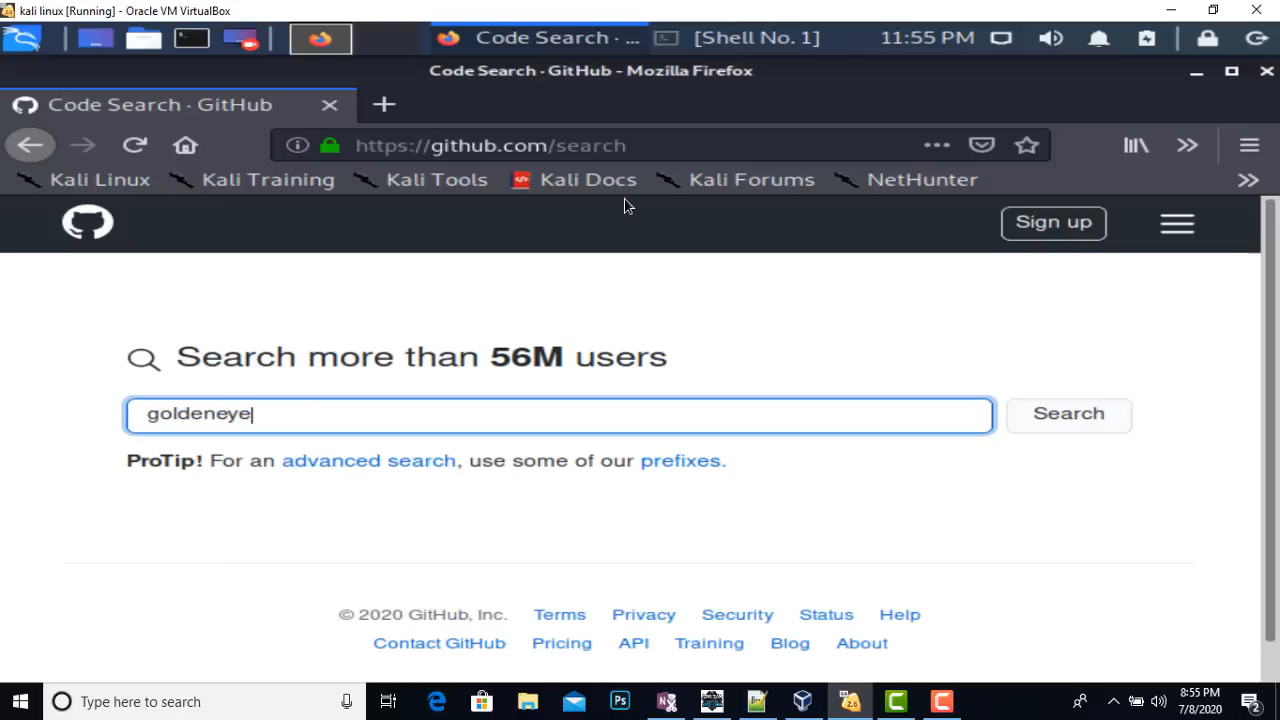 kali linux [Running] - Oracle VM VirtualBox
Code Search · ...
[Shell No. 1]
11:55 PM
Code Search · GitHub - Mozilla Firefox
Code Search · GitHub
https://github.com/search
Kali Linux
Kali Training
Kali Tools
Kali Docs
Kali Forums
NetHunter
Sign up
Search more than 56M users
goldeneye
Search
ProTip! For an advanced search, use some of our prefixes.
© 2020 GitHub, Inc. Terms Privacy Security Status Help
Contact GitHub Pricing API Training Blog About
Type here to search
Ps
2.6
8:55 PM
7/8/2020
2